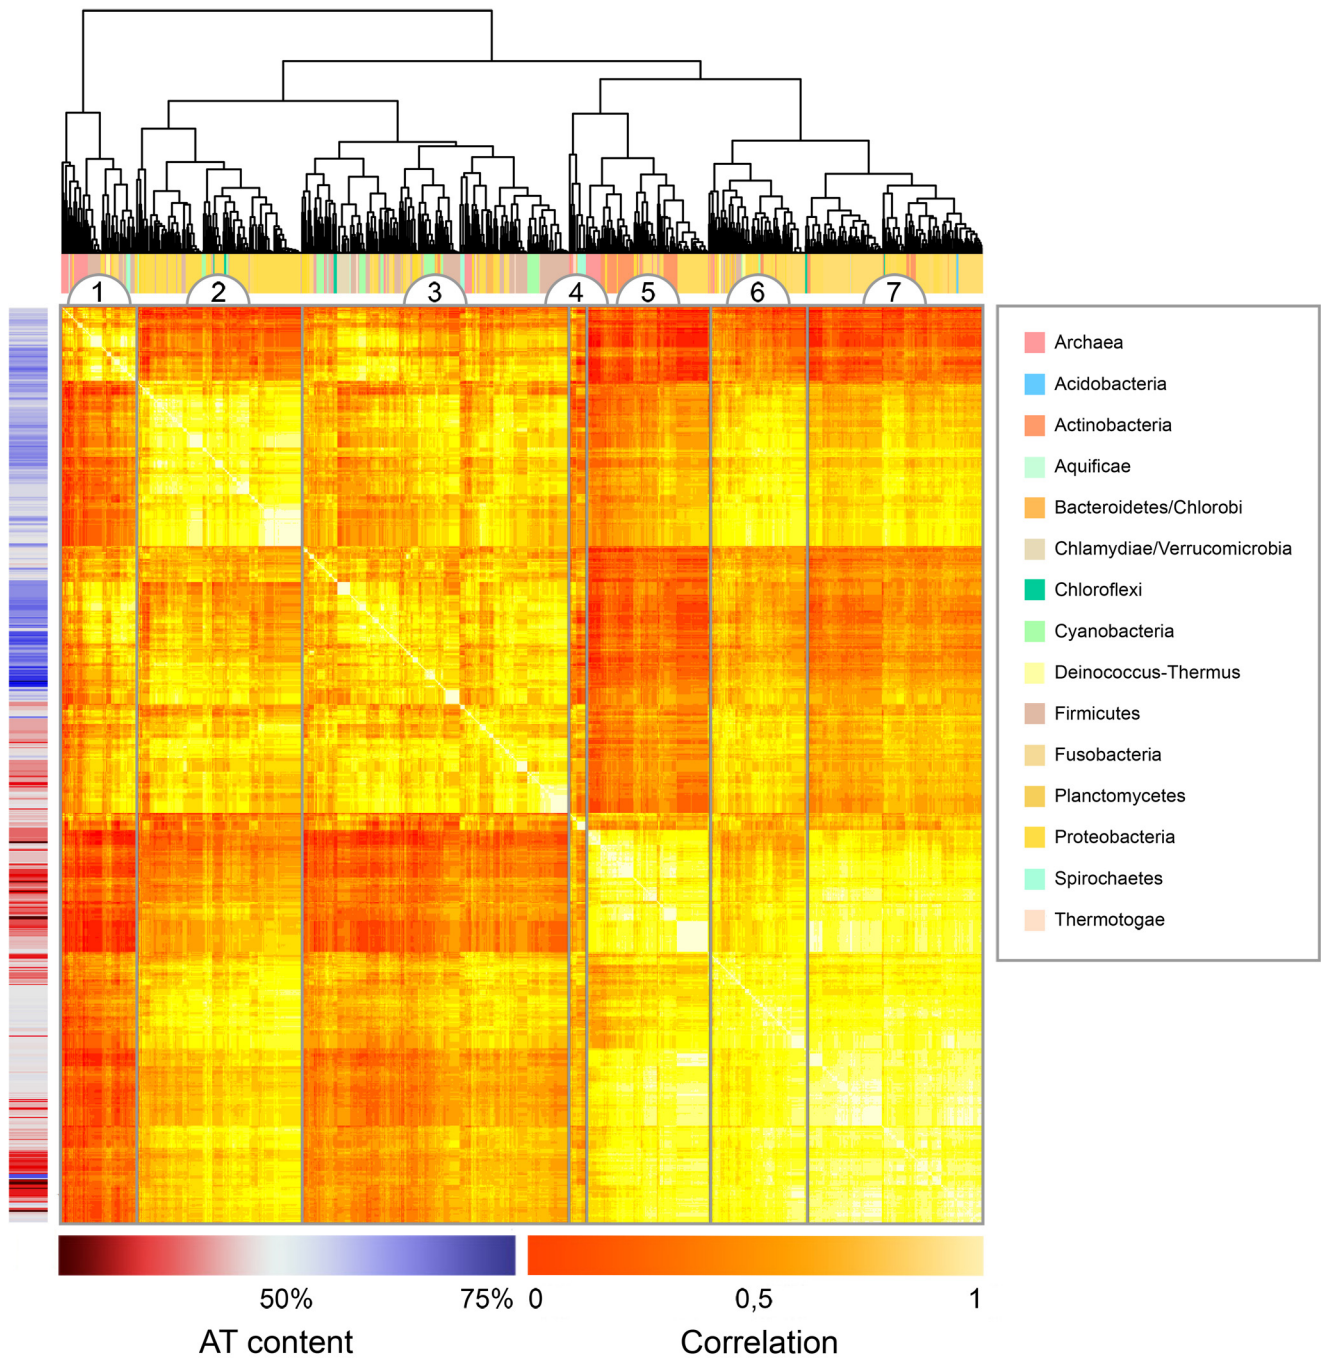 1 2 3 4 5 6 7
Archaea
Acidobacteria
Actinobacteria
Aquificae
Bacteroidetes/Chlorobi
Chlamydiae/Verrucomicrobia
Chloroflexi
Cyanobacteria
Deinococcus-Thermus
Firmicutes
Fusobacteria
Planctomycetes
Proteobacteria
Spirochaetes
Thermotogae
50% 75% 0 0,5 1
AT content Correlation